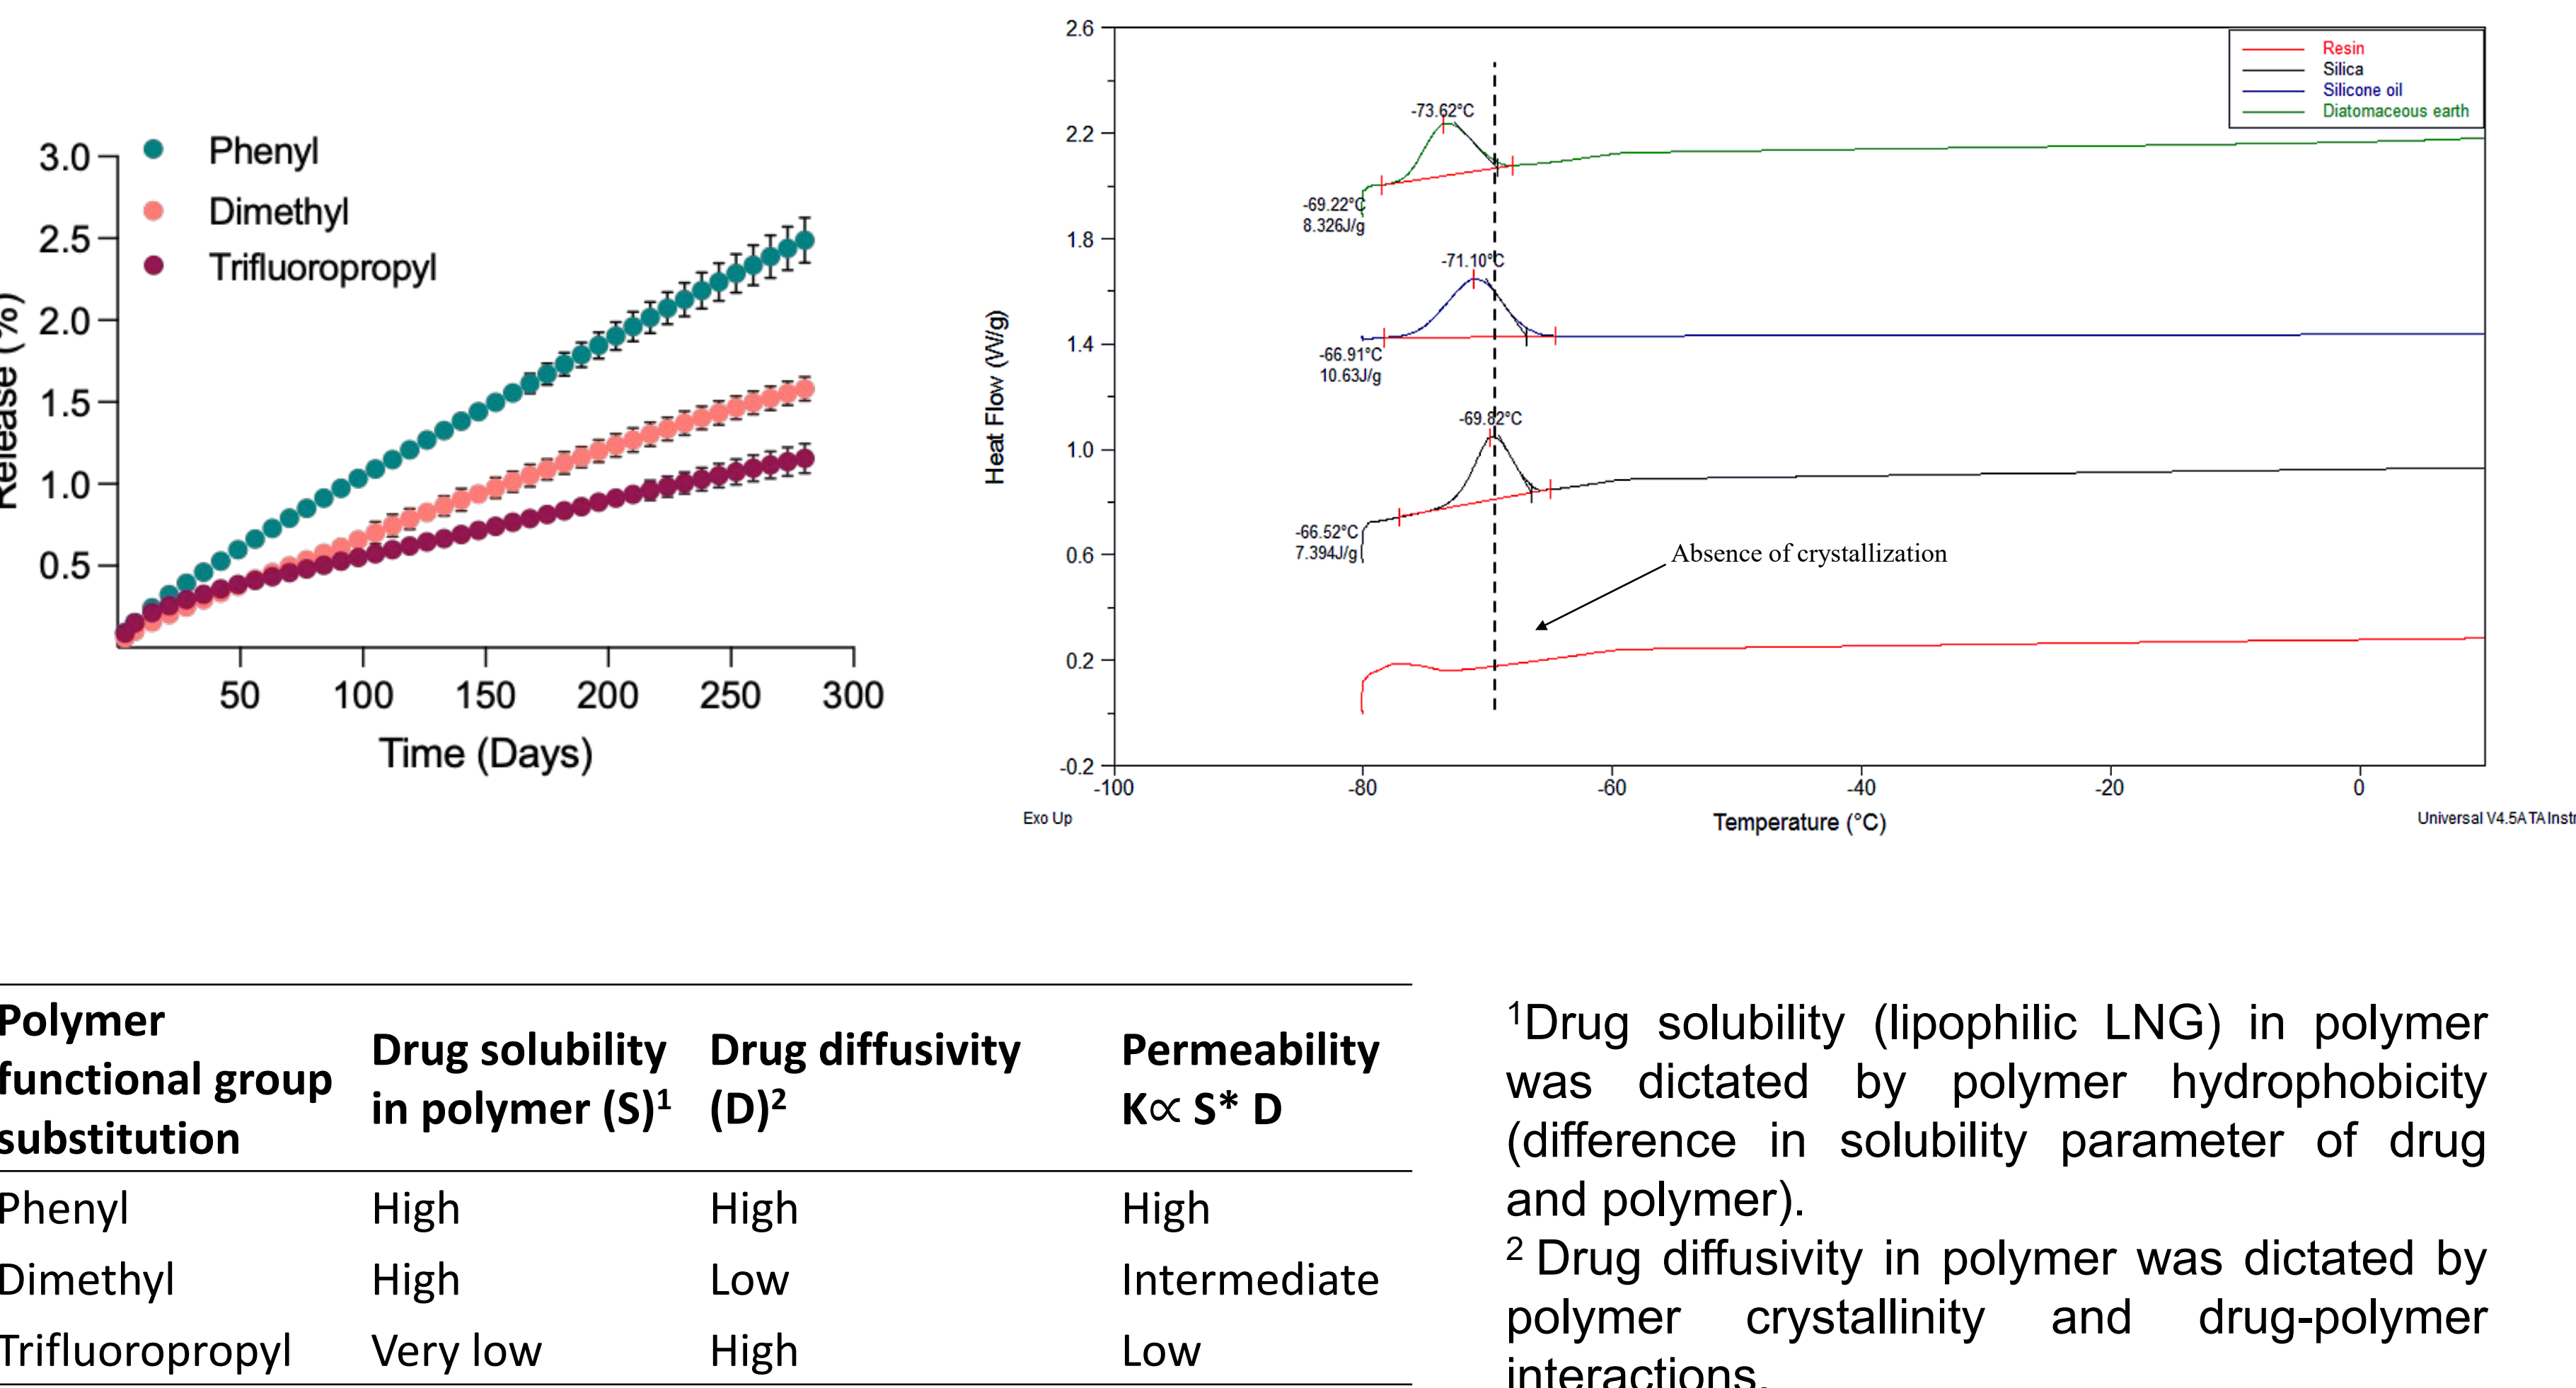 3.0
2.5
2.0
1.5
1.0
0.5
Phenyl
Dimethyl
Trifluoropropyl
Release (%)
50 100 150 200 250 300
Time (Days)
2.6
2.2
1.8
1.4
1.0
0.6
0.2
-0.2
Heat Flow (W/g)
Resin
Silica
Silicone oil
Diatomaceous earth
-73.62°C
-69.22°C
8.326J/g
-71.10°C
-66.91°C
10.63J/g
-69.82°C
-66.52°C
7.394J/g
Absence of crystallization
-100 -80 -60 -40 -20 0
Exo Up
Temperature (°C)
Universal V4.5A TA Instr
Polymer
functional group
substitution
Drug solubility
in polymer (S)¹
Drug diffusivity
(D)²
Permeability
K∝ S* D
Phenyl High High High
Dimethyl High Low Intermediate
Trifluoropropyl Very low High Low
¹Drug solubility (lipophilic LNG) in polymer
was dictated by polymer hydrophobicity
(difference in solubility parameter of drug
and polymer).
² Drug diffusivity in polymer was dictated by
polymer crystallinity and drug-polymer
interactions.